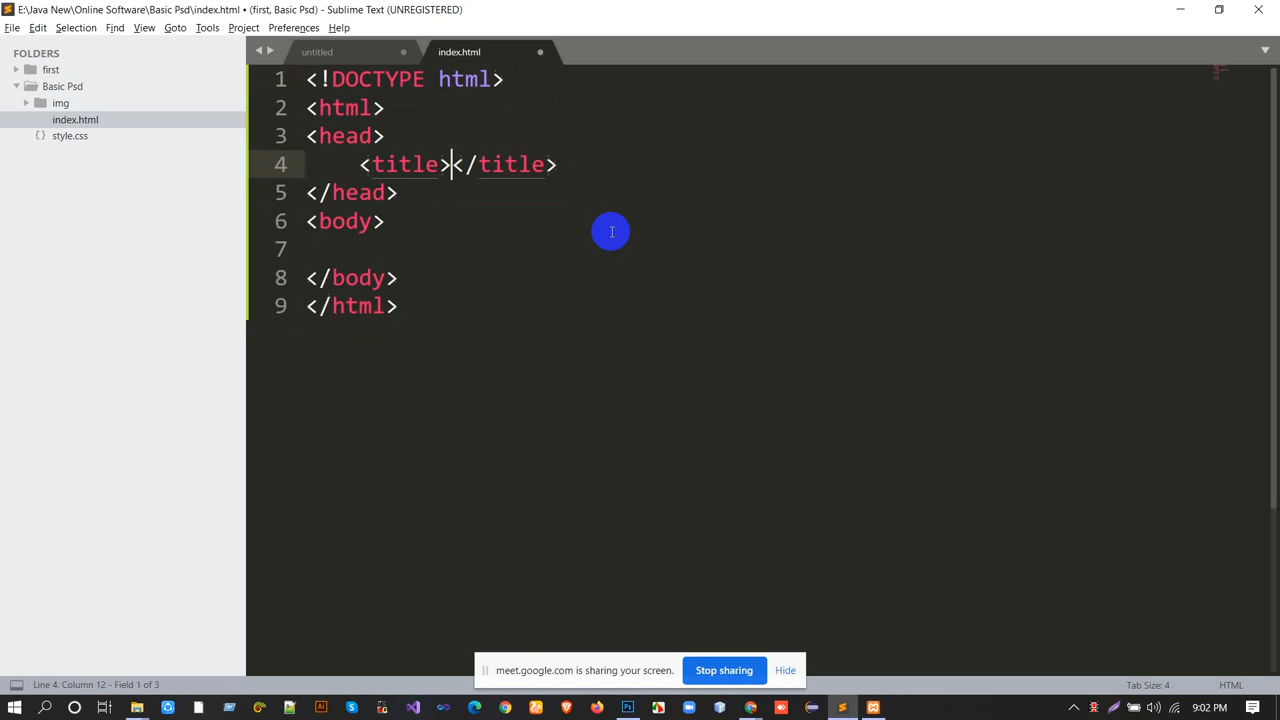 E:\Java New\Online Software\Basic Psd\index.html • (first, Basic Psd) - Sublime Text (UNREGISTERED)
File Edit Selection Find View Goto Tools Project Preferences Help
FOLDERS
first
Basic Psd
img
index.html
style.css
untitled index.html
1 <!DOCTYPE html>
2 <html>
3 <head>
4 <title></title>
5 </head>
6 <body>
7
8 </body>
9 </html>
meet.google.com is sharing your screen. Stop sharing Hide
Line 4, Column 12 - Field 1 of 3 Tab Size: 4 HTML
9:02 PM